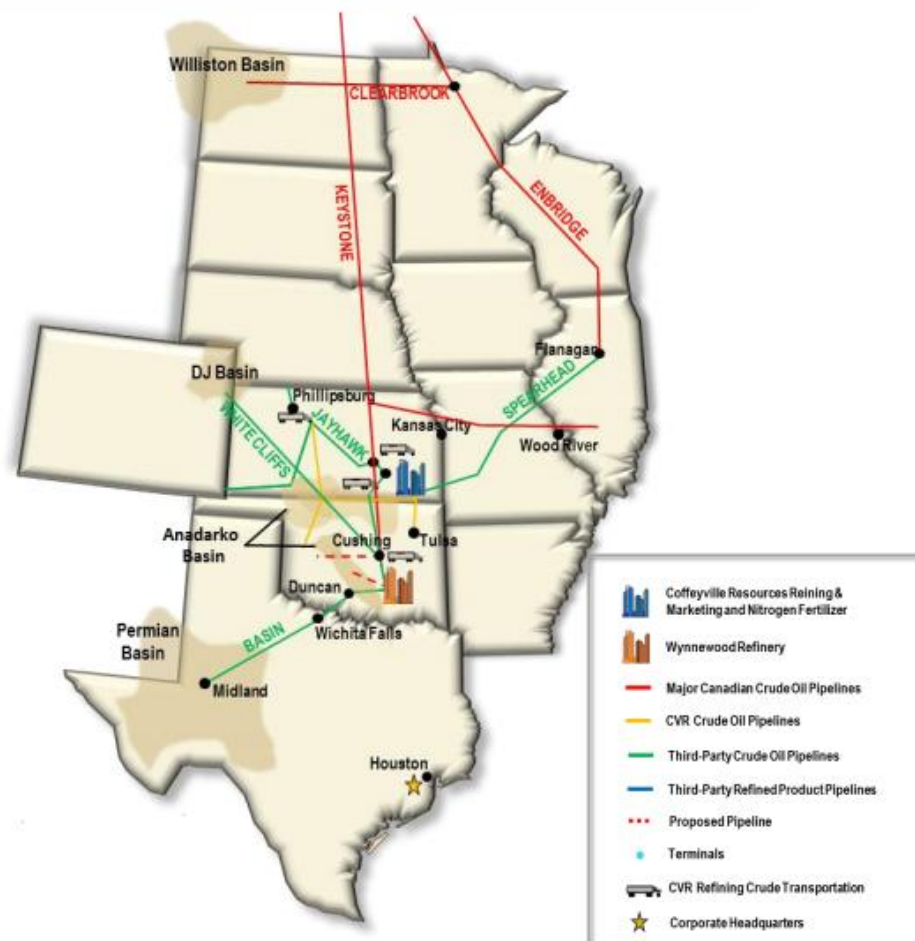 Williston Basin
CLEARBROOK
KEYSTONE
ENBRIDGE
Flanagan
DJ Basin
Phillipsburg
SPEARHEAD
WHITE CLIFFS
JAYHAWK
Kansas City
Wood River
Anadarko
Basin
Cushing
Tulsa
Duncan
Wichita Falls
BASIN
Permian
Basin
Midland
Houston
Coffeyville Resources Reining &
Marketing and Nitrogen Fertilizer
Wynnewood Refinery
Major Canadian Crude Oil Pipelines
CVR Crude Oil Pipelines
Third-Party Crude Oil Pipelines
Third-Party Refined Product Pipelines
Proposed Pipeline
Terminals
CVR Refining Crude Transportation
Corporate Headquarters